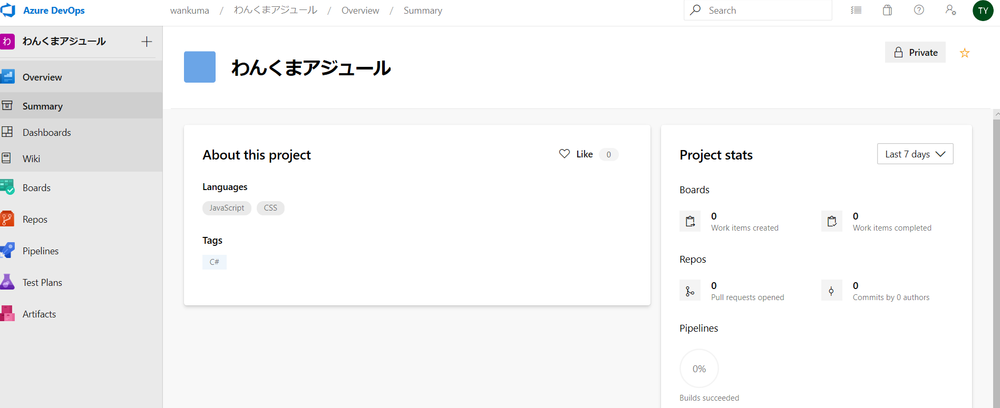 Azure DevOps
wankuma / わんくまアジュール / Overview / Summary
Search
TY
わ わんくまアジュール
Overview
Summary
Dashboards
Wiki
Boards
Repos
Pipelines
Test Plans
Artifacts
わんくまアジュール
Private
About this project
Like 0
Languages
JavaScript CSS
Tags
C#
Project stats
Last 7 days
Boards
0
Work items created
0
Work items completed
Repos
0
Pull requests opened
0
Commits by 0 authors
Pipelines
0%
Builds succeeded